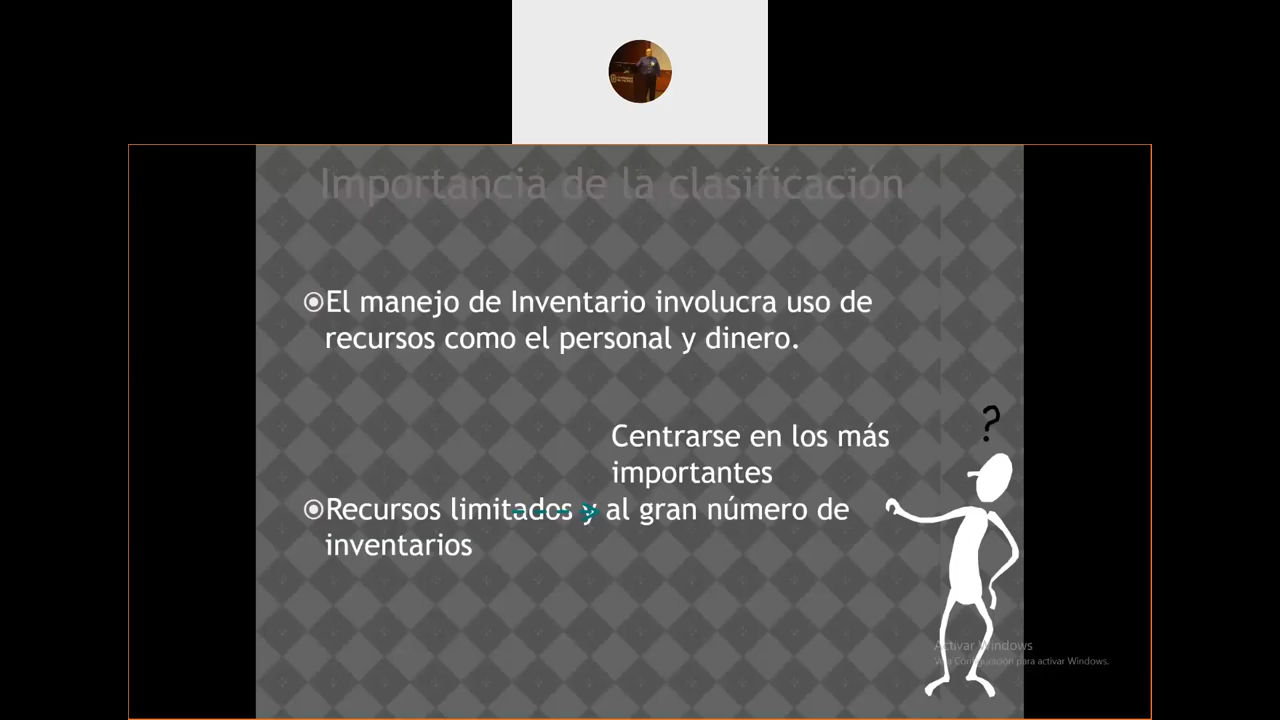 Importancia de la clasificación
El manejo de Inventario involucra uso de
recursos como el personal y dinero.
Centrarse en los más
importantes
Recursos limitados y al gran número de
inventarios
?
Activar Windows
Ve a Configuración para activar Windows.